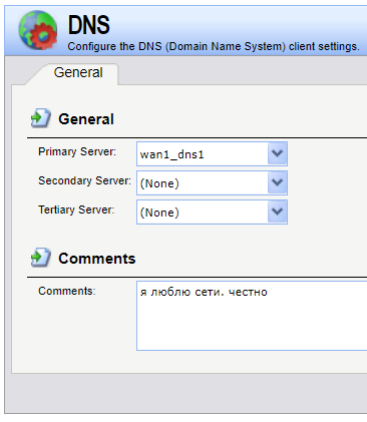 DNS
Configure the DNS (Domain Name System) client settings.
General
General
Primary Server: wan1_dns1
Secondary Server: (None)
Tertiary Server: (None)
Comments
Comments: я люблю сети. честно